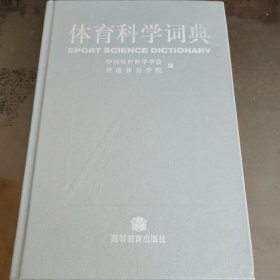 体育科学词典
SPORT SCIENCE DICTIONARY
中国体育科学学会
香港体育学院
编
高等教育出版社